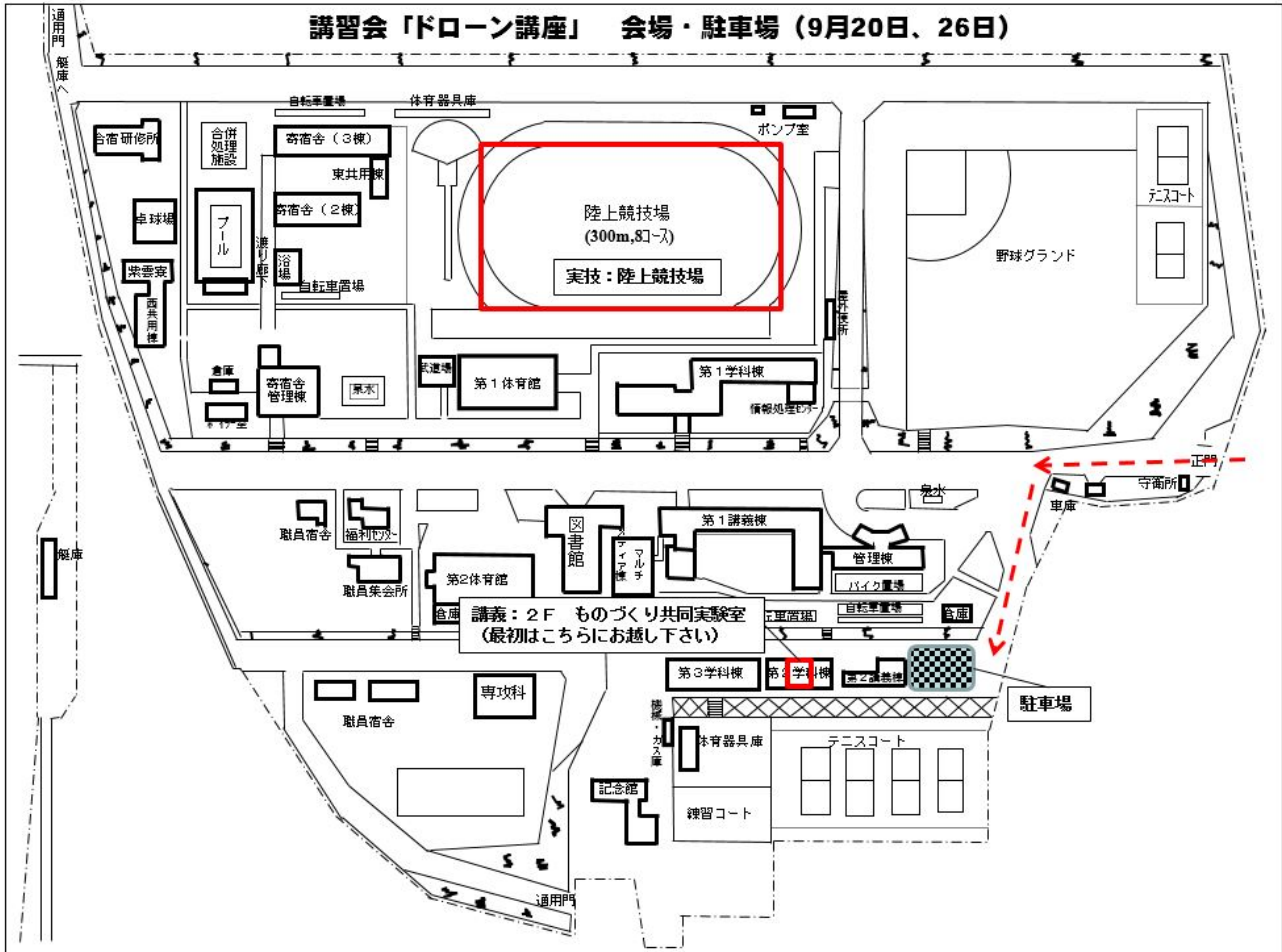 講習会「ドローン講座」　会場・駐車場（9月20日、26日）
通用門
艇庫へ
自転車置場
体育器具庫
ポンプ室
合宿研修所
合併
処理
施設
寄宿舎（3棟）
東共用棟
寄宿舎（2棟）
卓球場
プール
渡り廊下
浴場
自転車置場
紫雲寮
西共用棟
陸上競技場
(300m,8コース)
実技：陸上競技場
テニスコート
野球グランド
屋外便所
倉庫
寄宿舎
管理棟
泉水
武道場
第１体育館
第１学科棟
情報処理センター
正門
守衛所
車庫
泉水
職員宿舎
福利センター
図書館
マルチ
メディア棟
第１講義棟
管理棟
バイク置場
自転車置場
倉庫
艇庫
職員集会所
第2体育館
倉庫
講義：２Ｆ　ものづくり共同実験室
（最初はこちらにお越し下さい）
車置場
第３学科棟
第２学科棟
第２講義棟
駐車場
職員宿舎
専攻科
機械・ガス庫
体育器具庫
テニスコート
記念館
練習コート
通用門